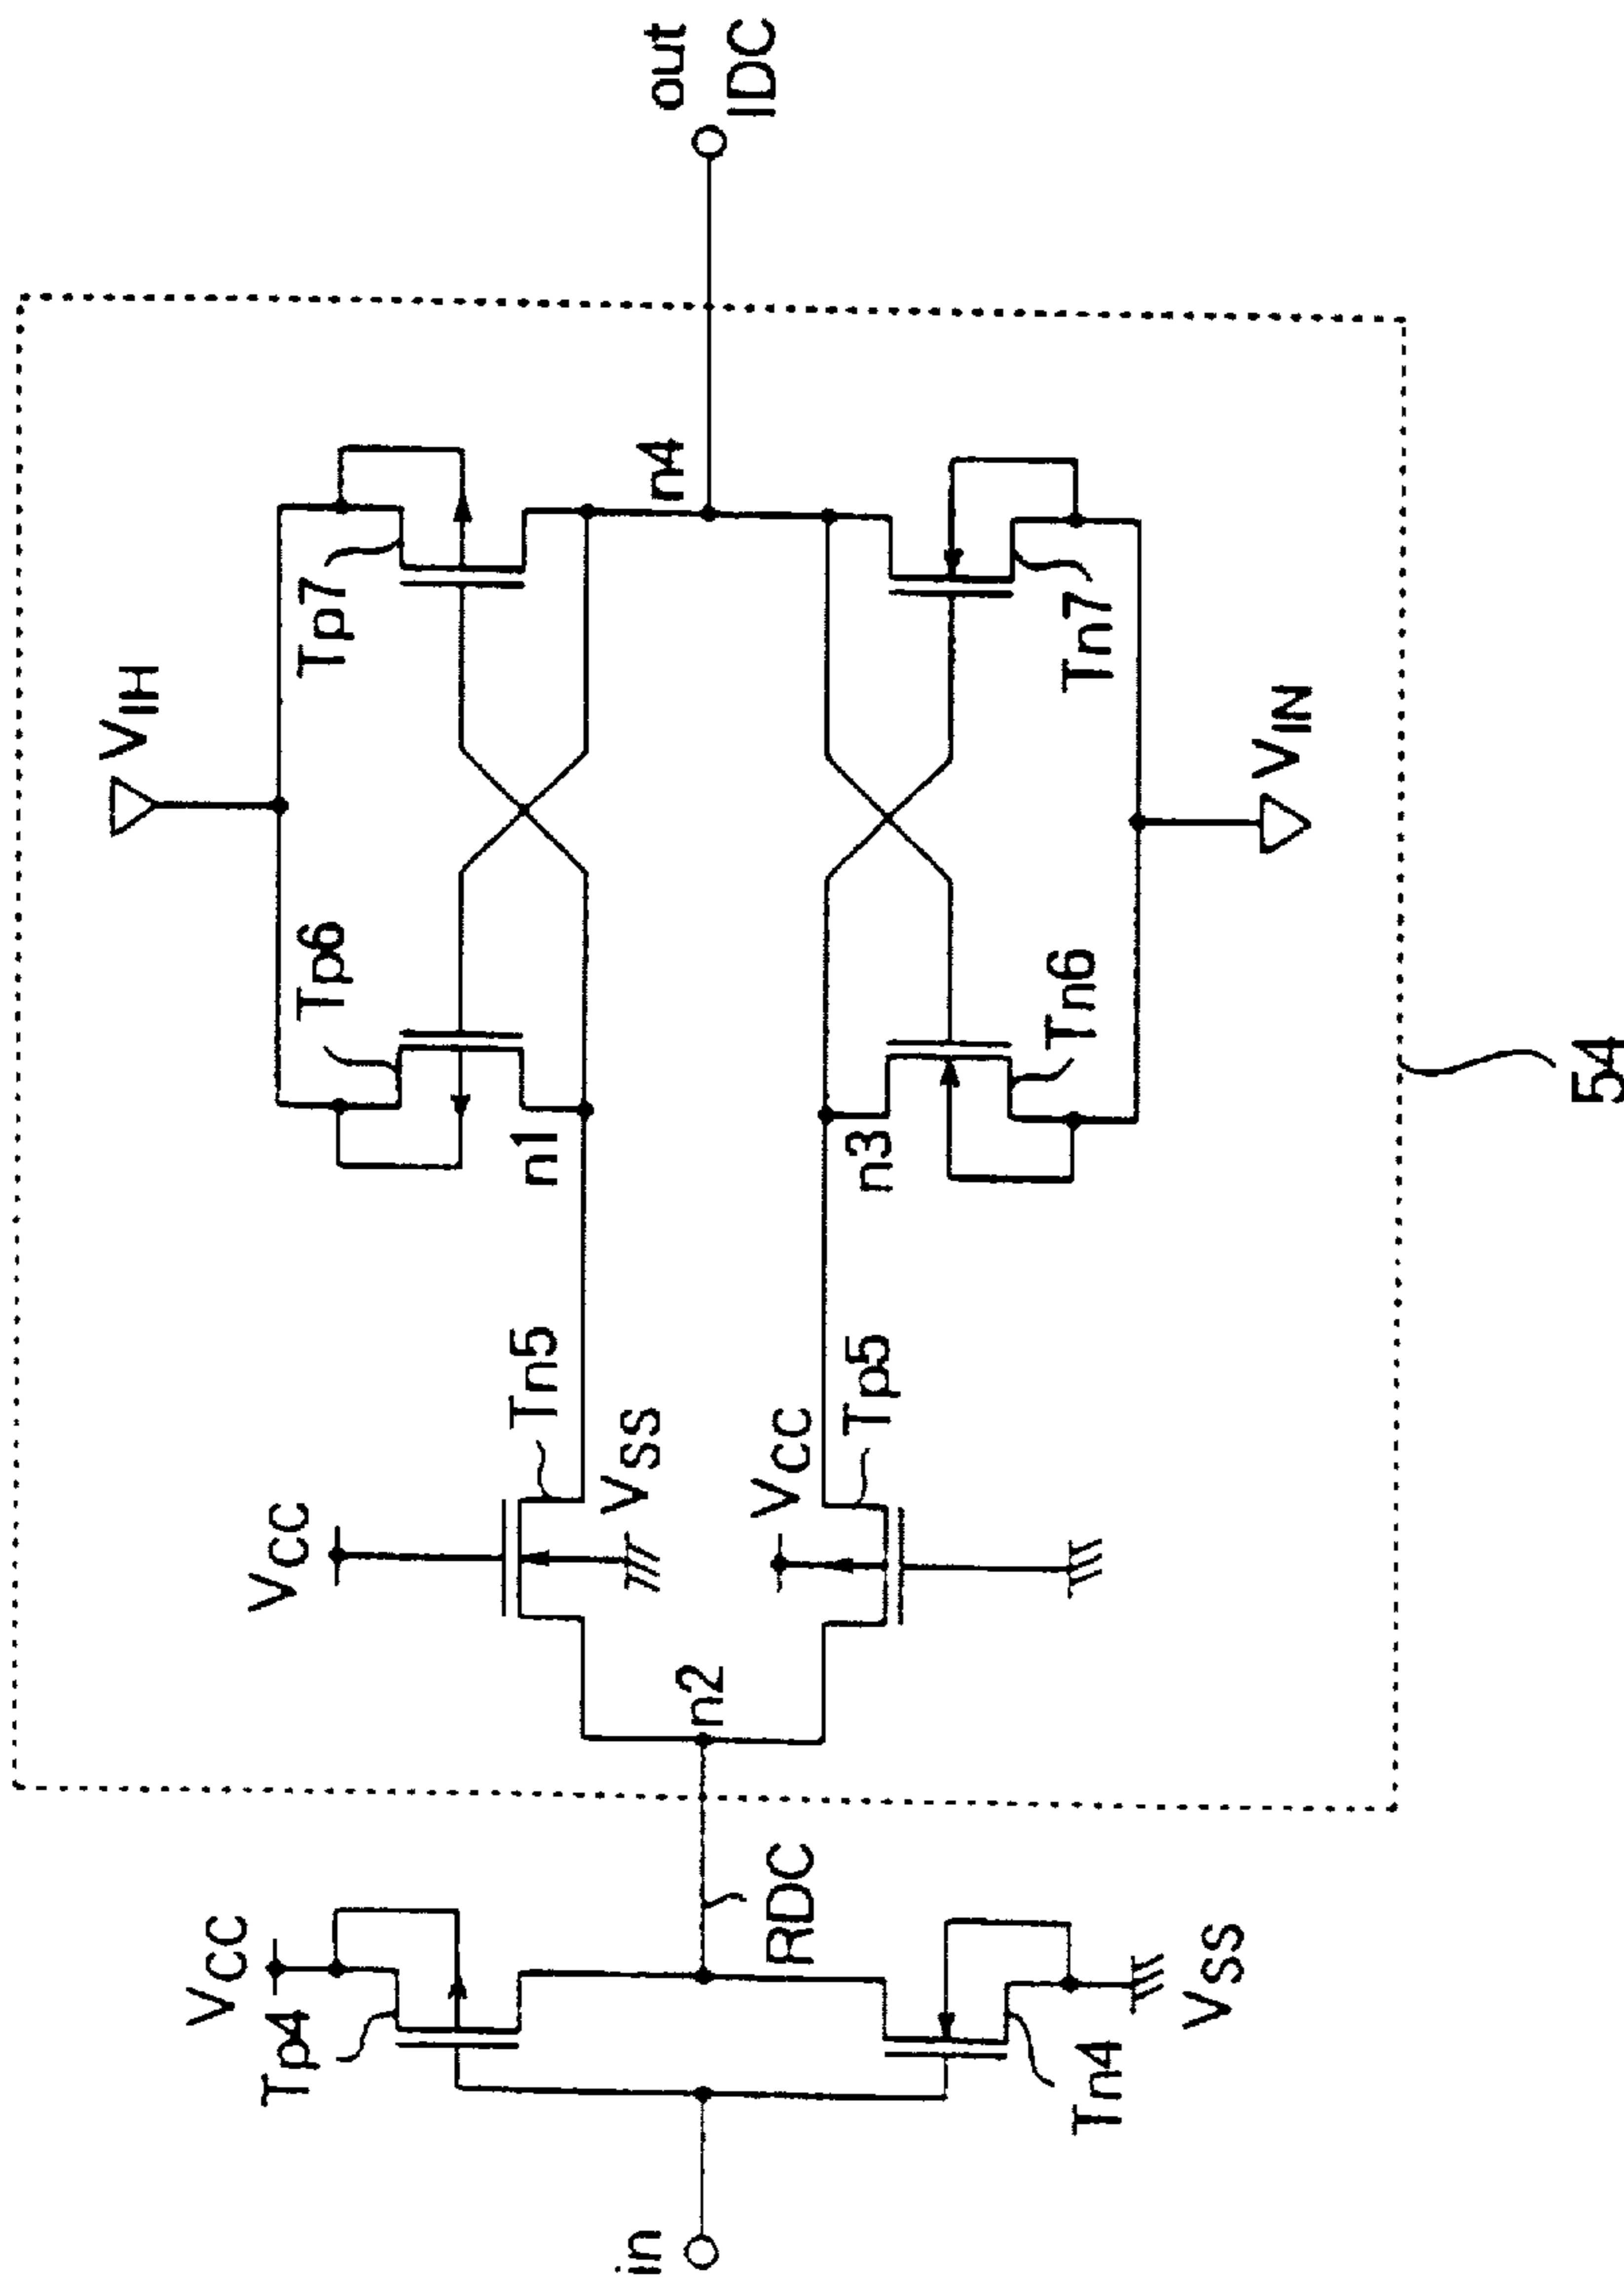 in
Tp4
VCC
Tn4
VSS
RDC
n2
VCC
Tn5
VSS
VCC
Tp5
n1
n3
Tp6
Tn6
VIH
VIN
Tp7
Tn7
n4
out
IDC
54